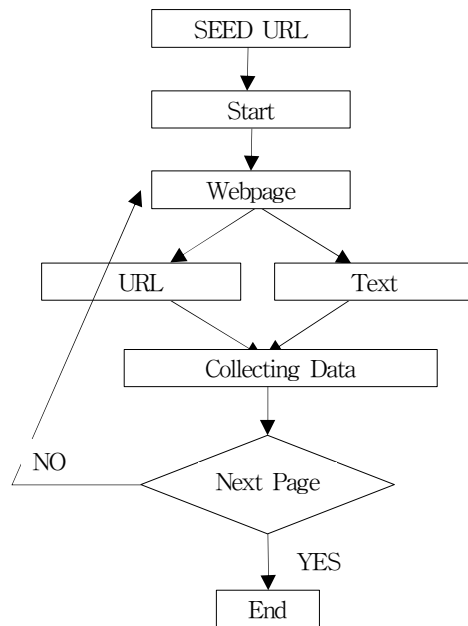 SEED URL
Start
Webpage
URL
Text
Collecting Data
NO
Next Page
YES
End